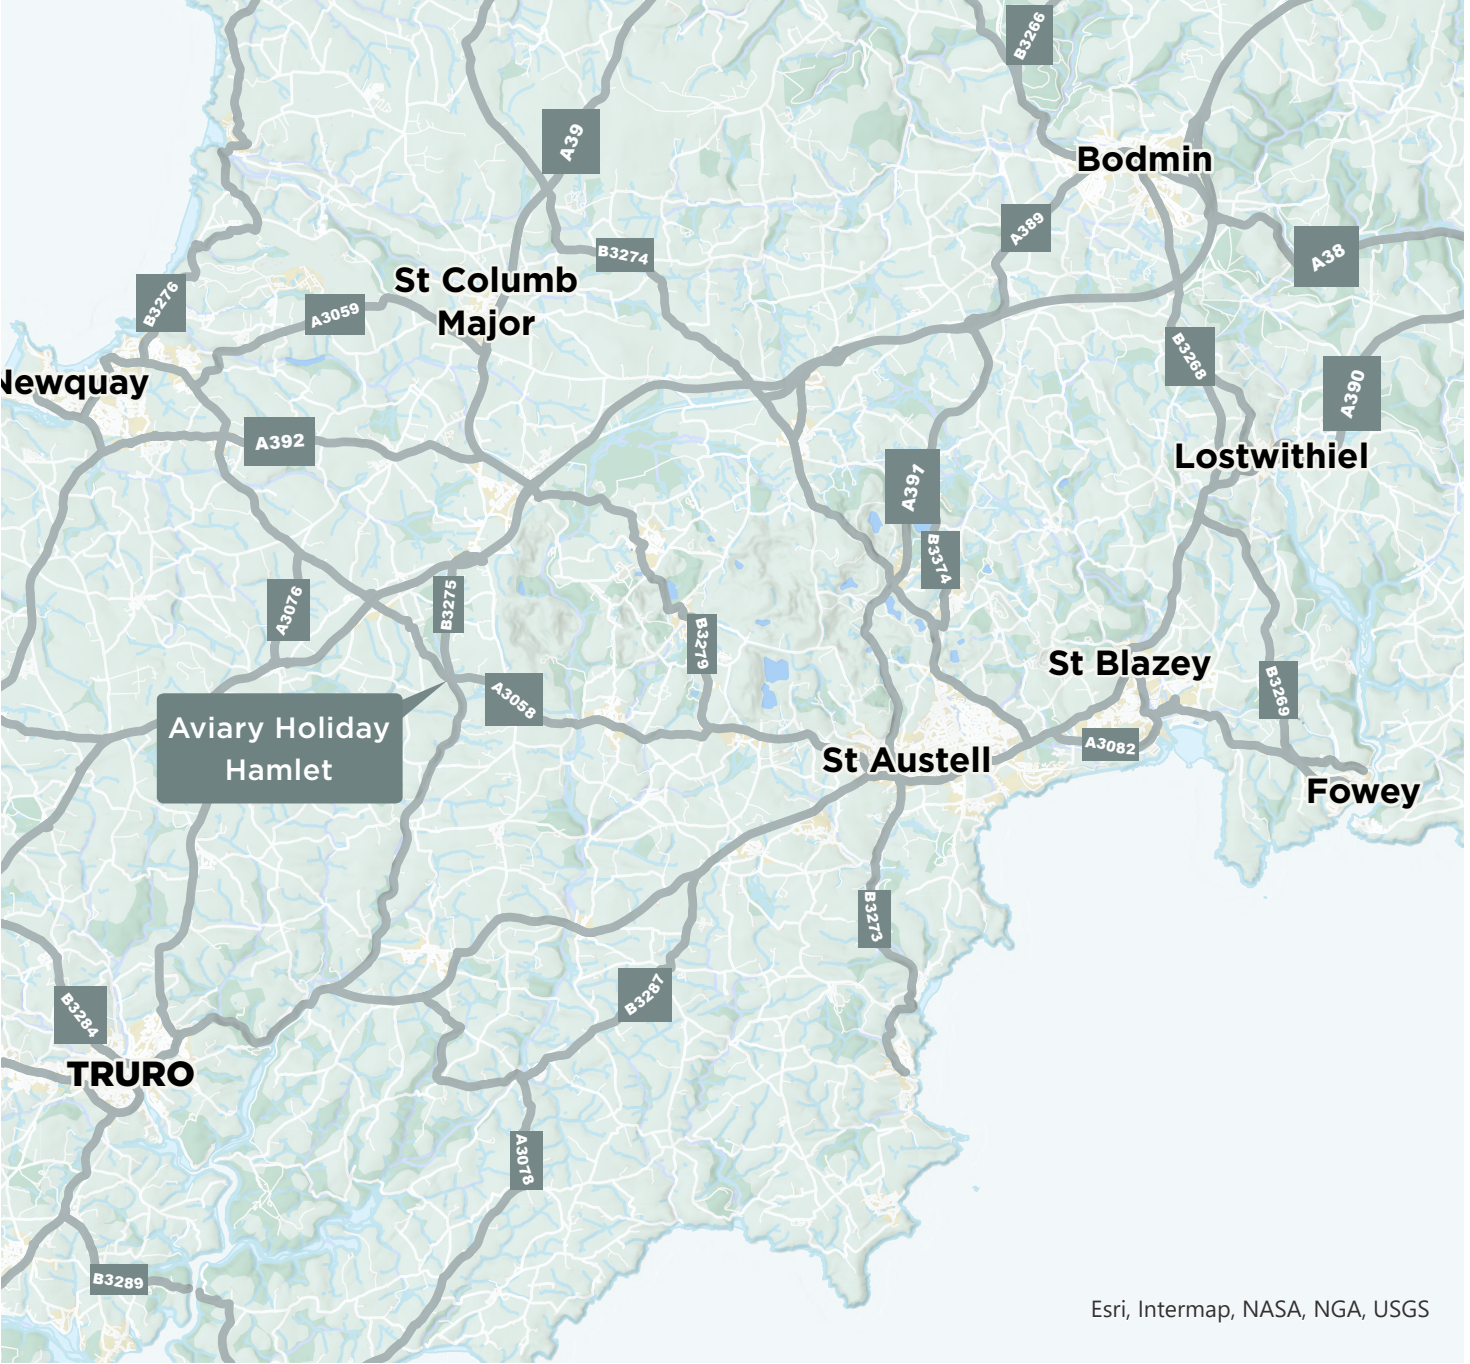 B3266
A39
Bodmin
A389
B3274
A38
St Columb
Major
B3276
A3059
B3268
Newquay
A390
A392
Lostwithiel
A391
B3374
A3076
B3275
B3279
St Blazey
A3058
B3269
Aviary Holiday
Hamlet
A3082
St Austell
Fowey
B3273
B3287
B3284
TRURO
A3078
B3289
Esri, Intermap, NASA, NGA, USGS